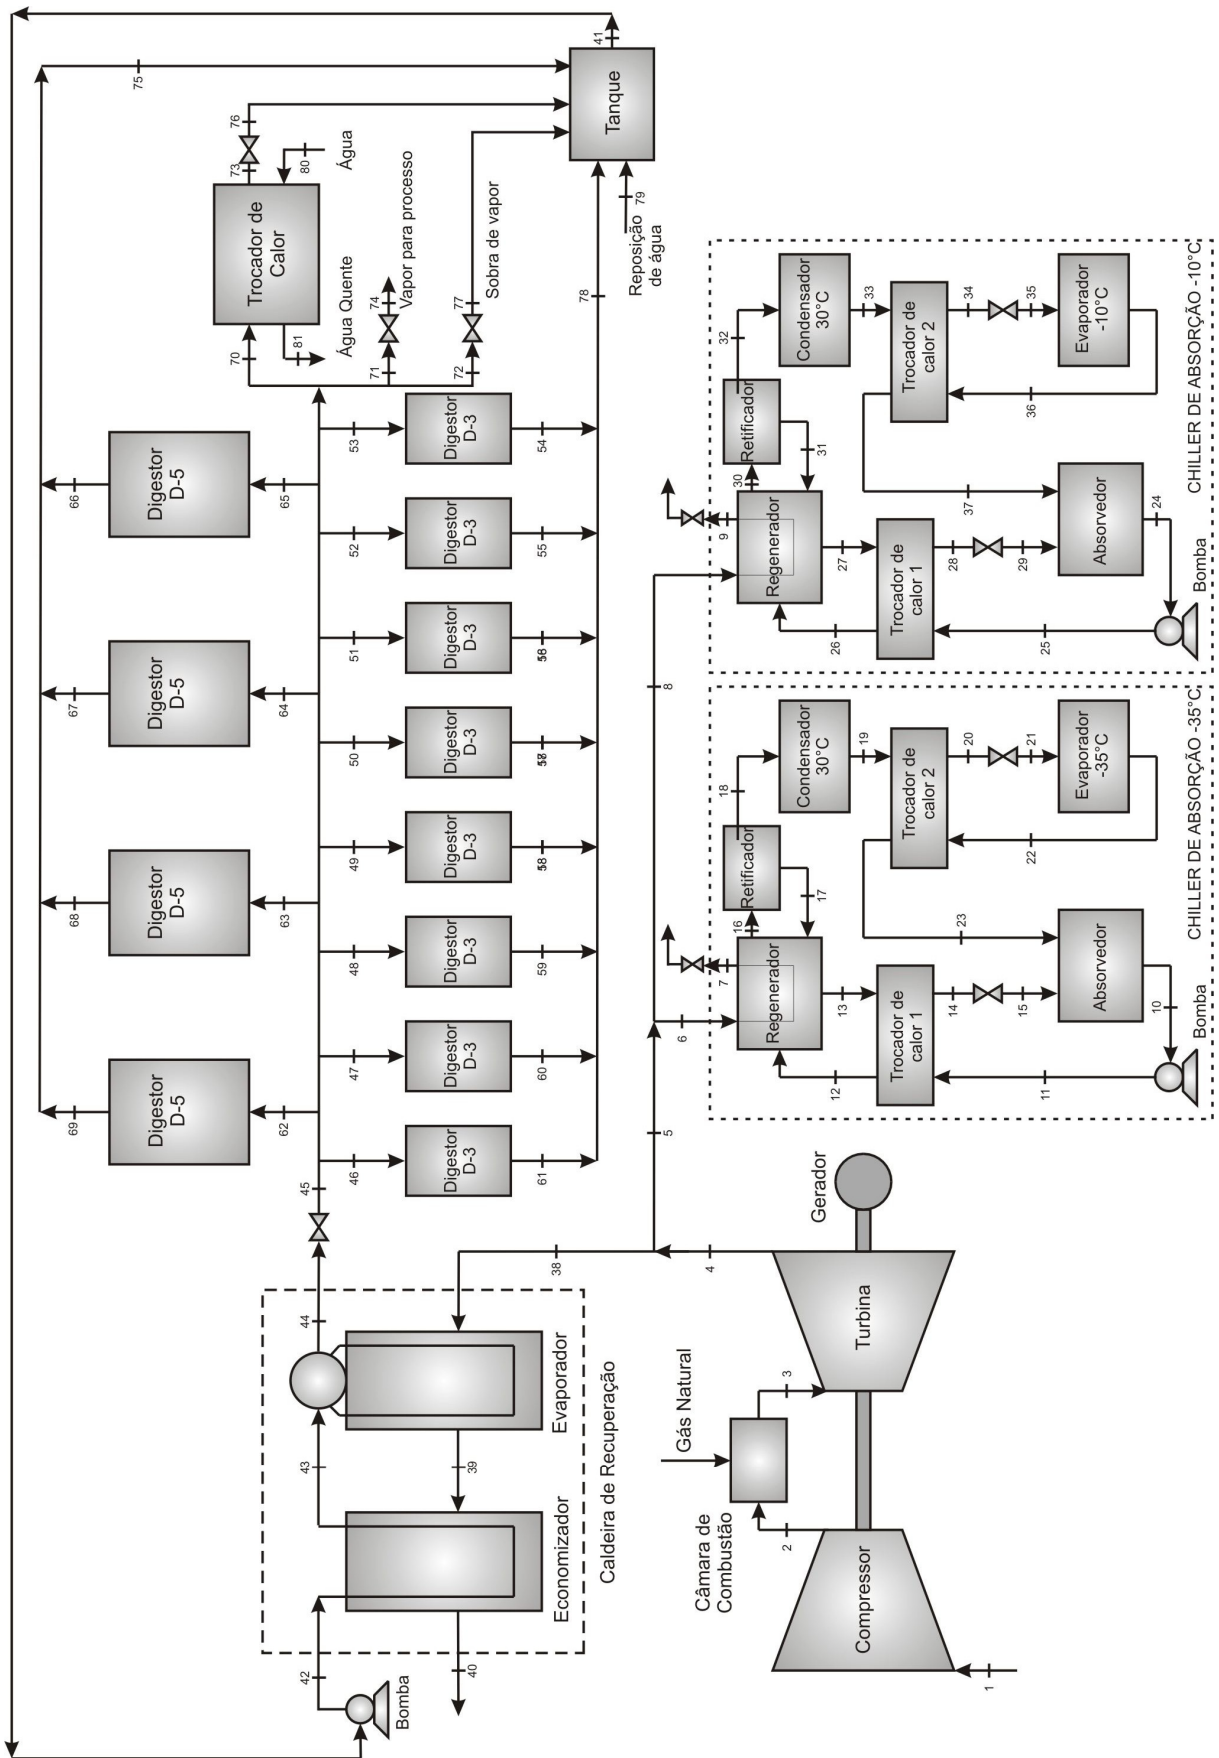 42
Bomba
40
43
39
44
Economizador
Evaporador
Caldeira de Recuperação
45
38
69
68
67
66
75
Digestor
D-5
Digestor
D-5
Digestor
D-5
Digestor
D-5
62
63
64
65
46
47
48
49
50
51
52
53
Digestor
D-3
Digestor
D-3
Digestor
D-3
Digestor
D-3
Digestor
D-3
Digestor
D-3
Digestor
D-3
Digestor
D-3
61
60
59
55
54
78
70
81
Água Quente
Trocador de
Calor
73
76
80
Água
71
74
Vapor para processo
72
77
Sobra de vapor
Tanque
41
79
Reposição
de água
1
Compressor
2
Câmara de
Combustão
Gás Natural
3
Turbina
4
Gerador
5
6
7
8
9
Regenerador
16
Retificador
17
18
Condensador
30°C
19
12
13
Trocador de
calor 1
Trocador de
calor 2
14
15
20
21
11
23
22
Absorvedor
Evaporador
-35°C
10
Bomba
CHILLER DE ABSORÇÃO -35°C
Regenerador
30
Retificador
31
32
Condensador
30°C
33
26
27
Trocador de
calor 1
Trocador de
calor 2
28
29
34
35
25
37
36
Absorvedor
Evaporador
-10°C
24
Bomba
CHILLER DE ABSORÇÃO -10°C